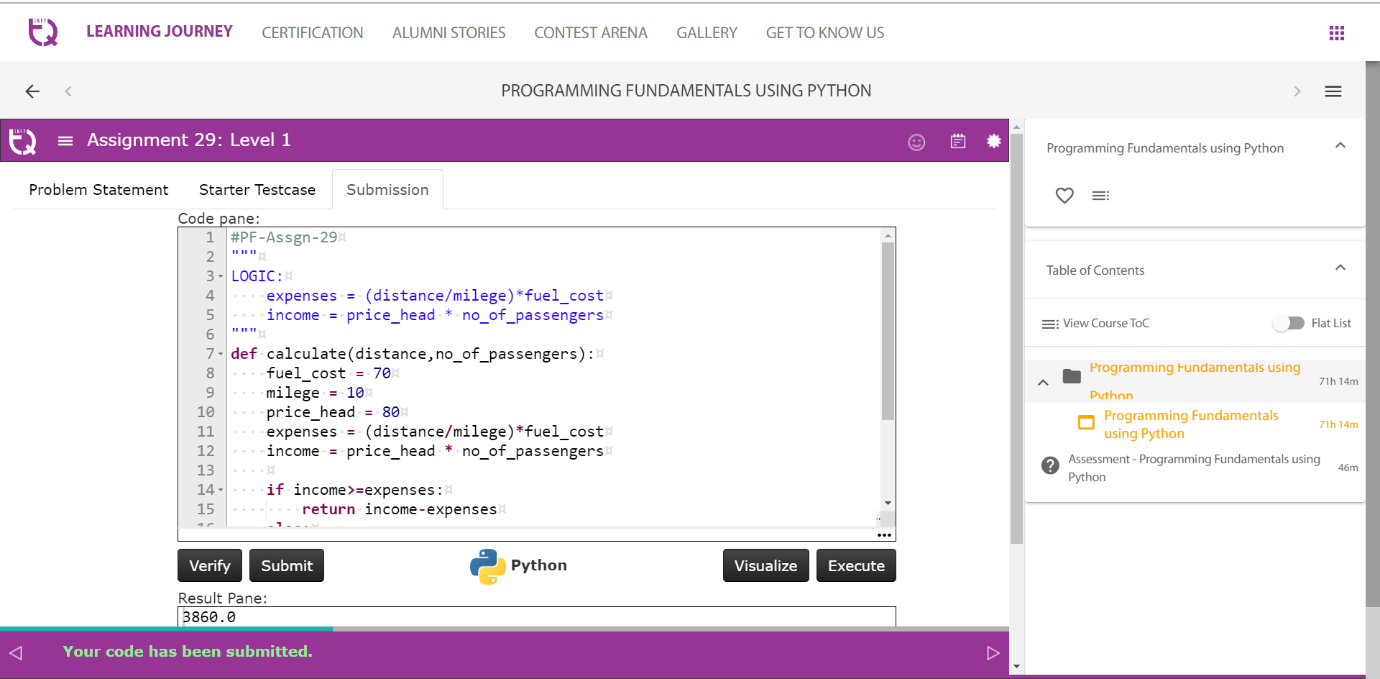 LEARNING JOURNEY CERTIFICATION ALUMNI STORIES CONTEST ARENA GALLERY GET TO KNOW US
PROGRAMMING FUNDAMENTALS USING PYTHON
Assignment 29: Level 1
Problem Statement Starter Testcase Submission
Code pane:
1 #PF-Assgn-29
2 """
3 LOGIC:
4 expenses = (distance/milege)*fuel_cost
5 income = price_head * no_of_passengers
6 """
7 def calculate(distance,no_of_passengers):
8 fuel_cost = 70
9 milege = 10
10 price_head = 80
11 expenses = (distance/milege)*fuel_cost
12 income = price_head * no_of_passengers
13
14 if income>=expenses:
15 return income-expenses
Verify Submit Python Visualize Execute
Result Pane:
3860.0
Your code has been submitted.
Programming Fundamentals using Python
Table of Contents
View Course ToC Flat List
Programming Fundamentals using
Python
71h 14m
Programming Fundamentals
using Python
71h 14m
Assessment - Programming Fundamentals using
Python
46m